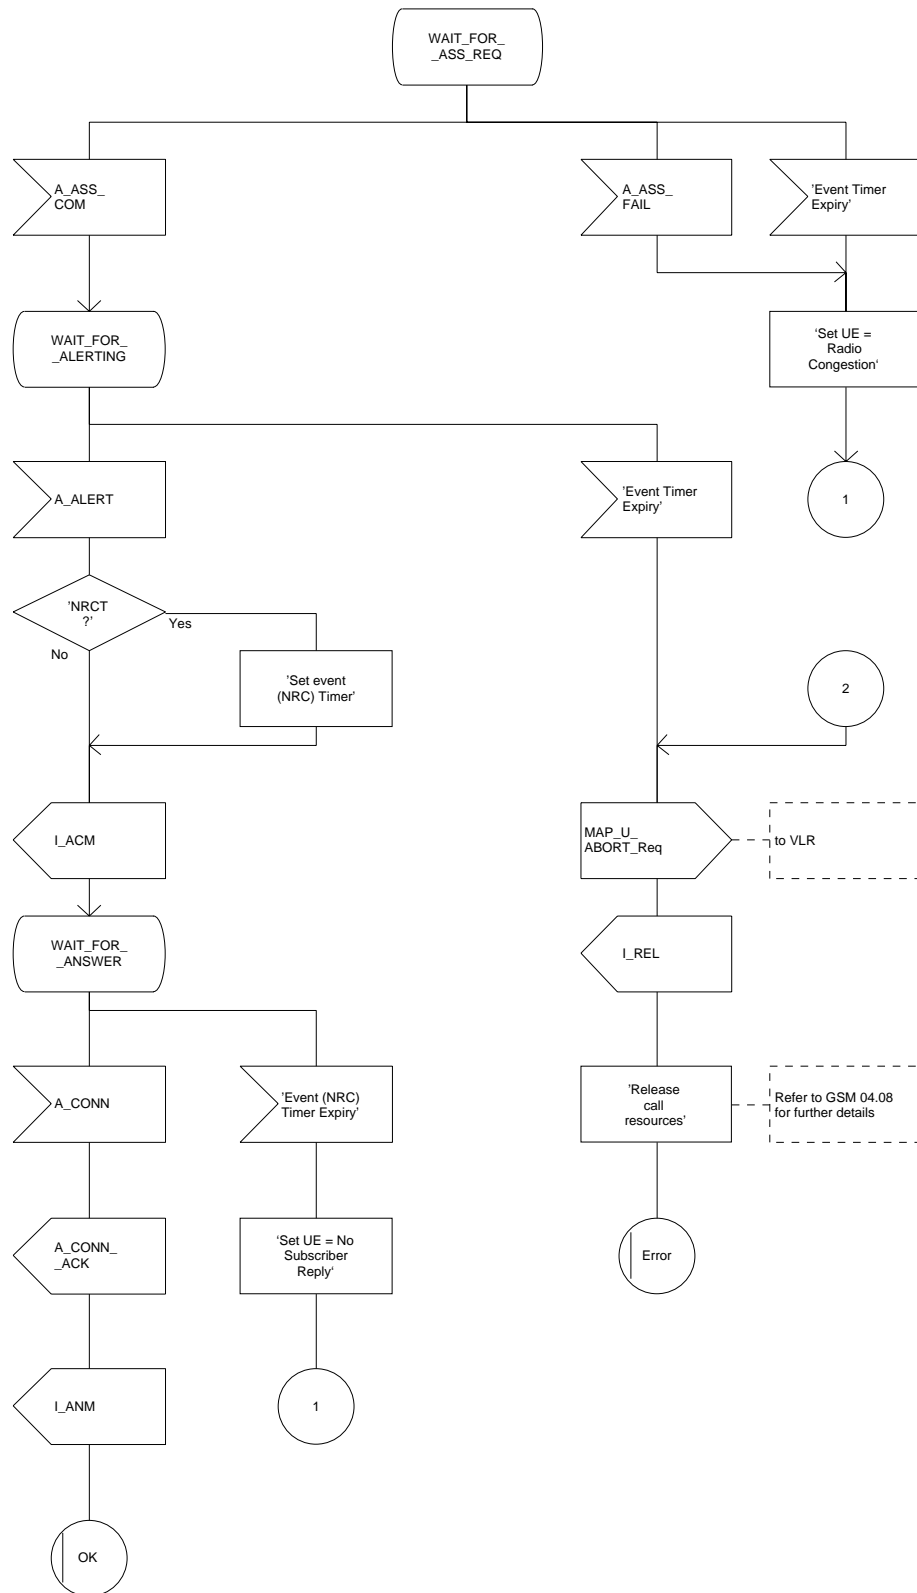 WAIT_FOR_
_ASS_REQ
A_ASS_
COM
A_ASS_
FAIL
'Event Timer
Expiry'
WAIT_FOR_
_ALERTING
‘Set UE =
Radio
Congestion‘
A_ALERT
'Event Timer
Expiry'
1
'NRCT
?'
Yes
No
'Set event
(NRC) Timer'
2
I_ACM
MAP_U_
ABORT_Req
to VLR
WAIT_FOR_
_ANSWER
I_REL
A_CONN
'Event (NRC)
Timer Expiry'
'Release
call
resources'
Refer to GSM 04.08
for further details
A_CONN_
_ACK
‘Set UE = No
Subscriber
Reply‘
Error
I_ANM
1
OK